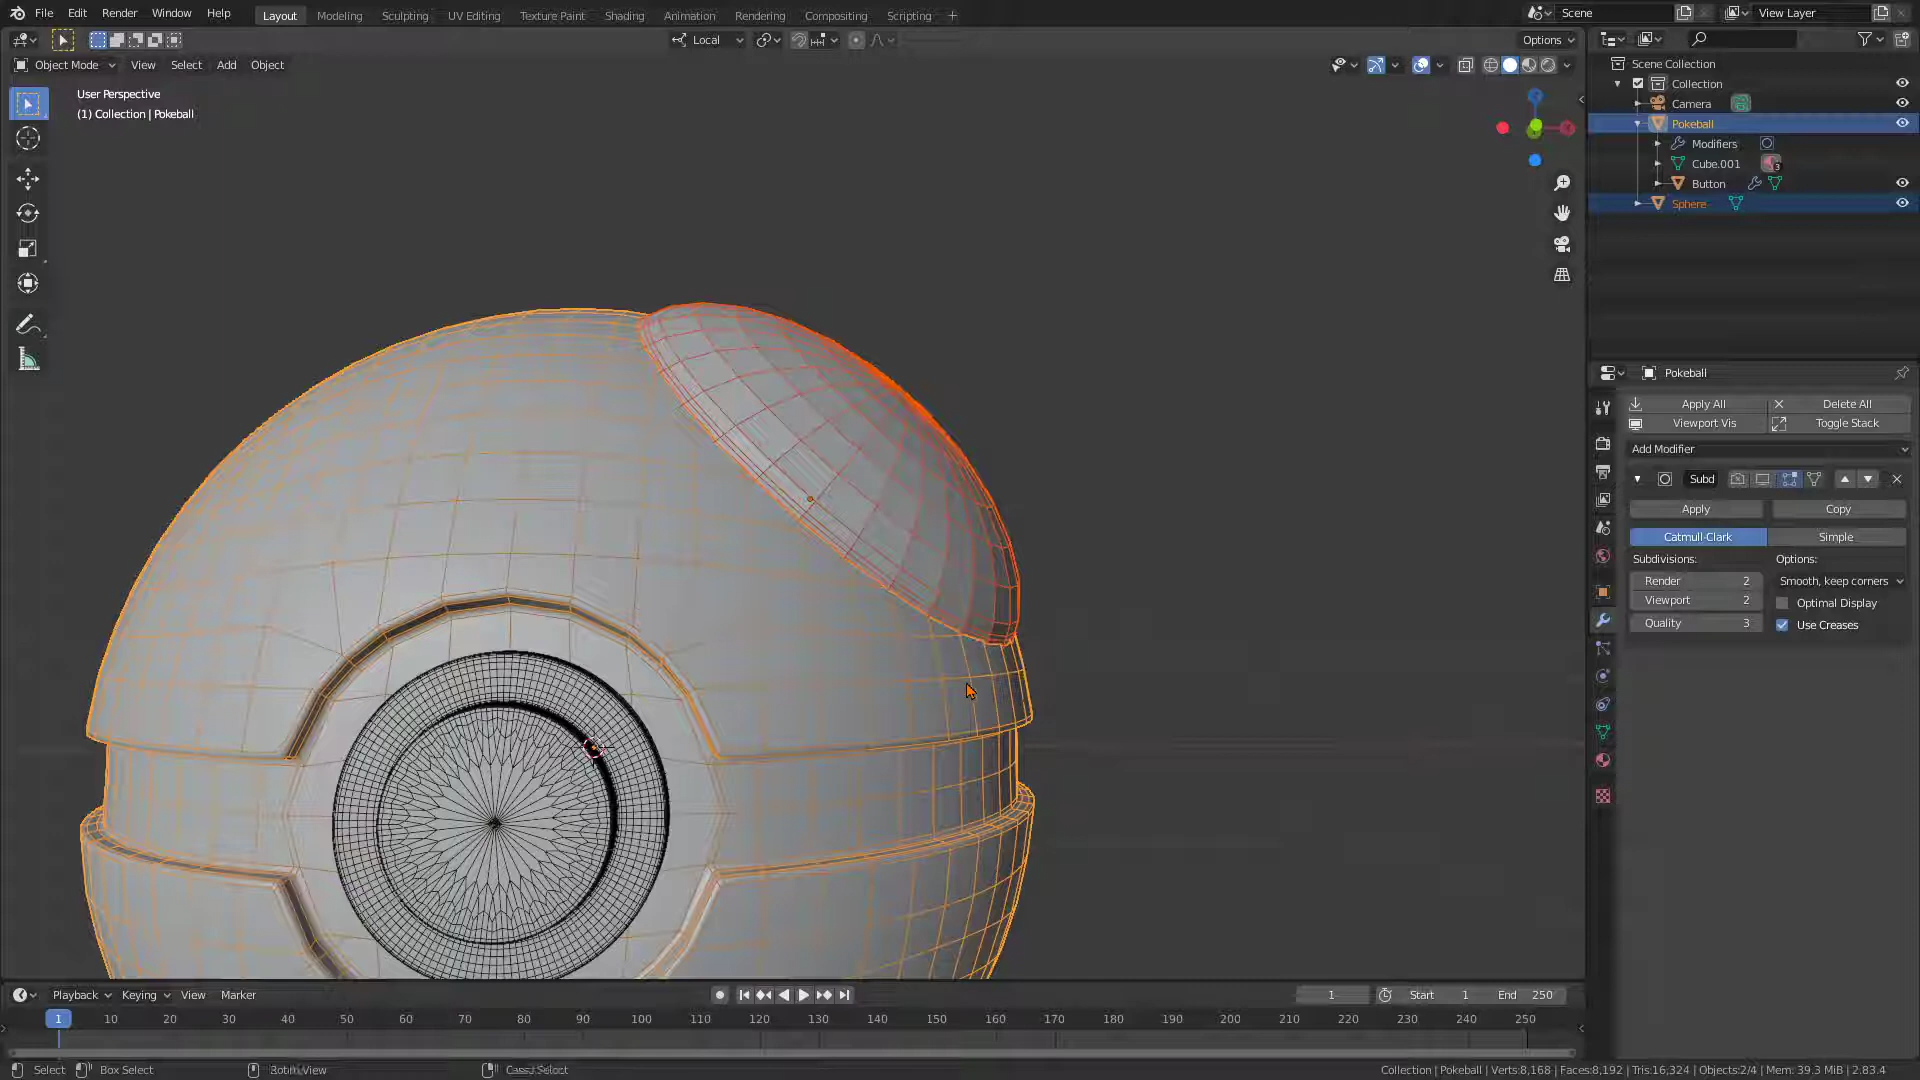 File Edit Render Window Help Layout Modeling Sculpting UV Editing Texture Paint Shading Animation Rendering Compositing Scripting + Scene View Layer
Local Options
Object Mode View Select Add Object
User Perspective
(1) Collection | Pokeball
Scene Collection
Collection
Camera
Pokeball
Modifiers
Cube.001 3
Button
Sphere
Pokeball
Apply All Delete All
Viewport Vis Toggle Stack
Add Modifier
Subd
Apply Copy
Catmull-Clark Simple
Subdivisions: Options:
Render 2 Smooth, keep corners
Viewport 2 Optimal Display
Quality 3 Use Creases
Playback Keying View Marker 1 Start 1 End 250
1 10 20 30 40 50 60 70 80 90 100 110 120 130 140 150 160 170 180 190 200 210 220 230 240 250
Select Box Select Collection | Pokeball | Verts:8,168 | Faces:8,192 | Tris:16,324 | Objects:2/4 | Mem: 39.3 MiB | 2.83.4